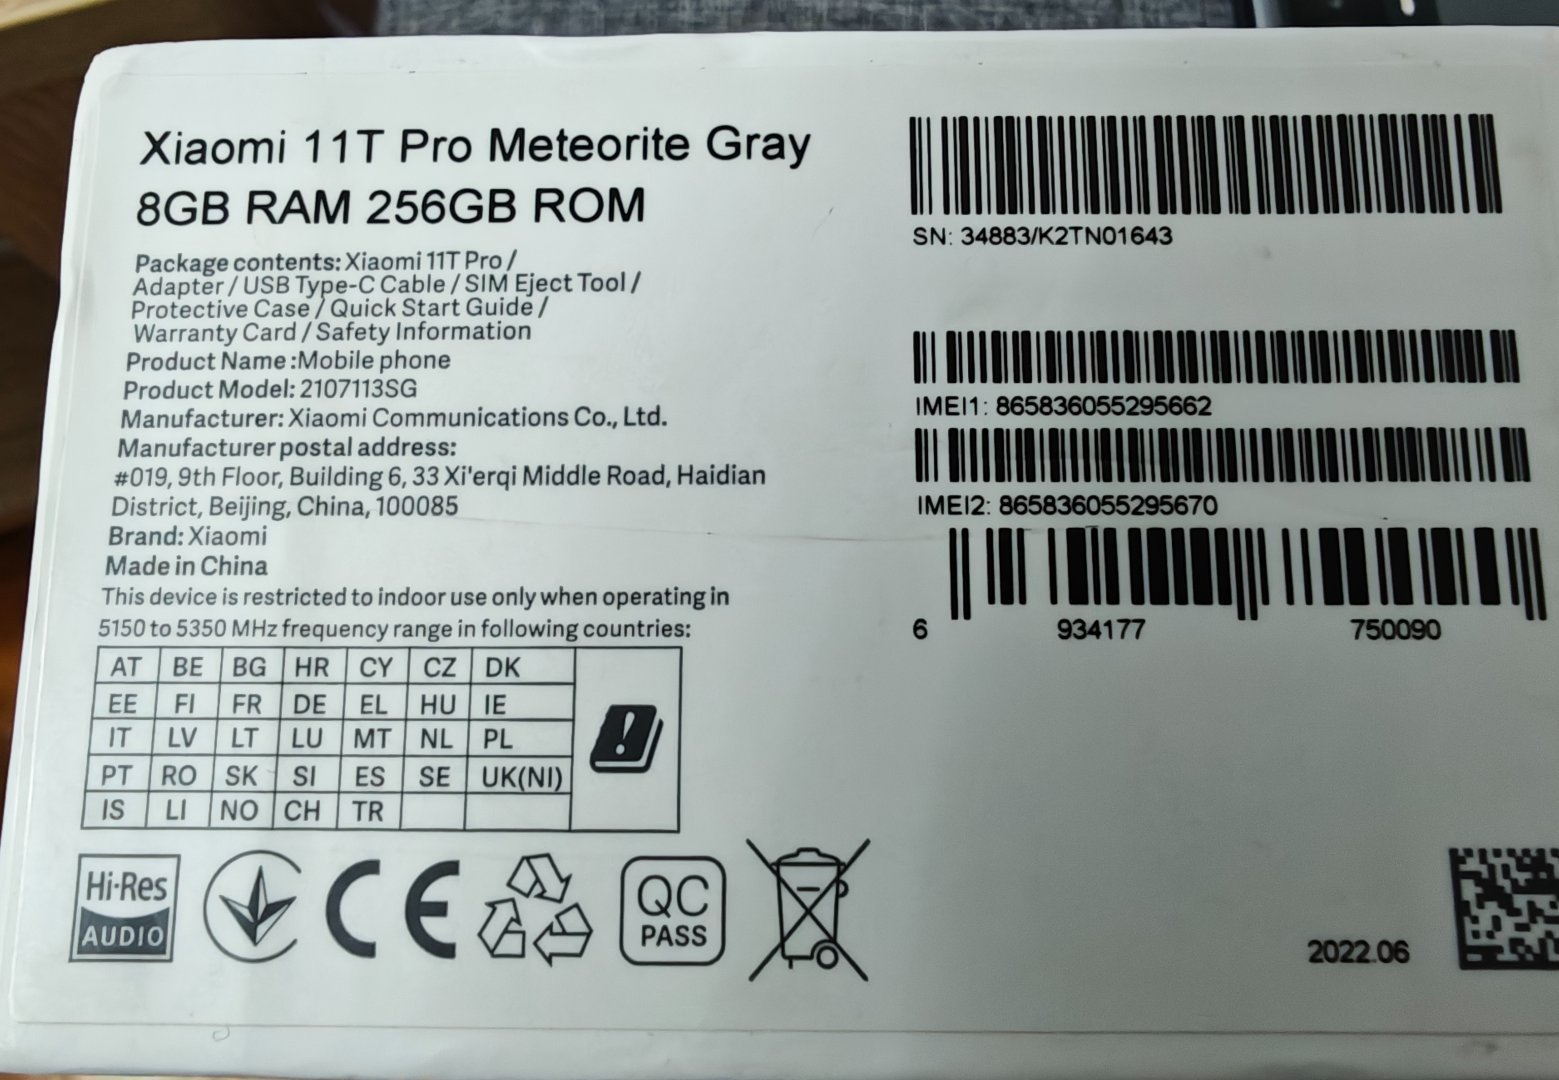 Xiaomi 11T Pro Meteorite Gray
8GB RAM 256GB ROM
Package contents: Xiaomi 11T Pro /
Adapter / USB Type-C Cable / SIM Eject Tool /
Protective Case / Quick Start Guide /
Warranty Card / Safety Information
Product Name :Mobile phone
Product Model: 2107113SG
Manufacturer: Xiaomi Communications Co., Ltd.
Manufacturer postal address:
#019, 9th Floor, Building 6, 33 Xi'erqi Middle Road, Haidian
District, Beijing, China, 100085
Brand: Xiaomi
Made in China
This device is restricted to indoor use only when operating in
5150 to 5350 MHz frequency range in following countries:
AT BE BG HR CY CZ DK
EE FI FR DE EL HU IE
IT LV LT LU MT NL PL
PT RO SK SI ES SE UK(NI)
IS LI NO CH TR
Hi-Res
AUDIO
CE
QC
PASS
SN: 34883/K2TN01643
IMEI1: 865836055295662
IMEI2: 865836055295670
6 934177 750090
2022.06